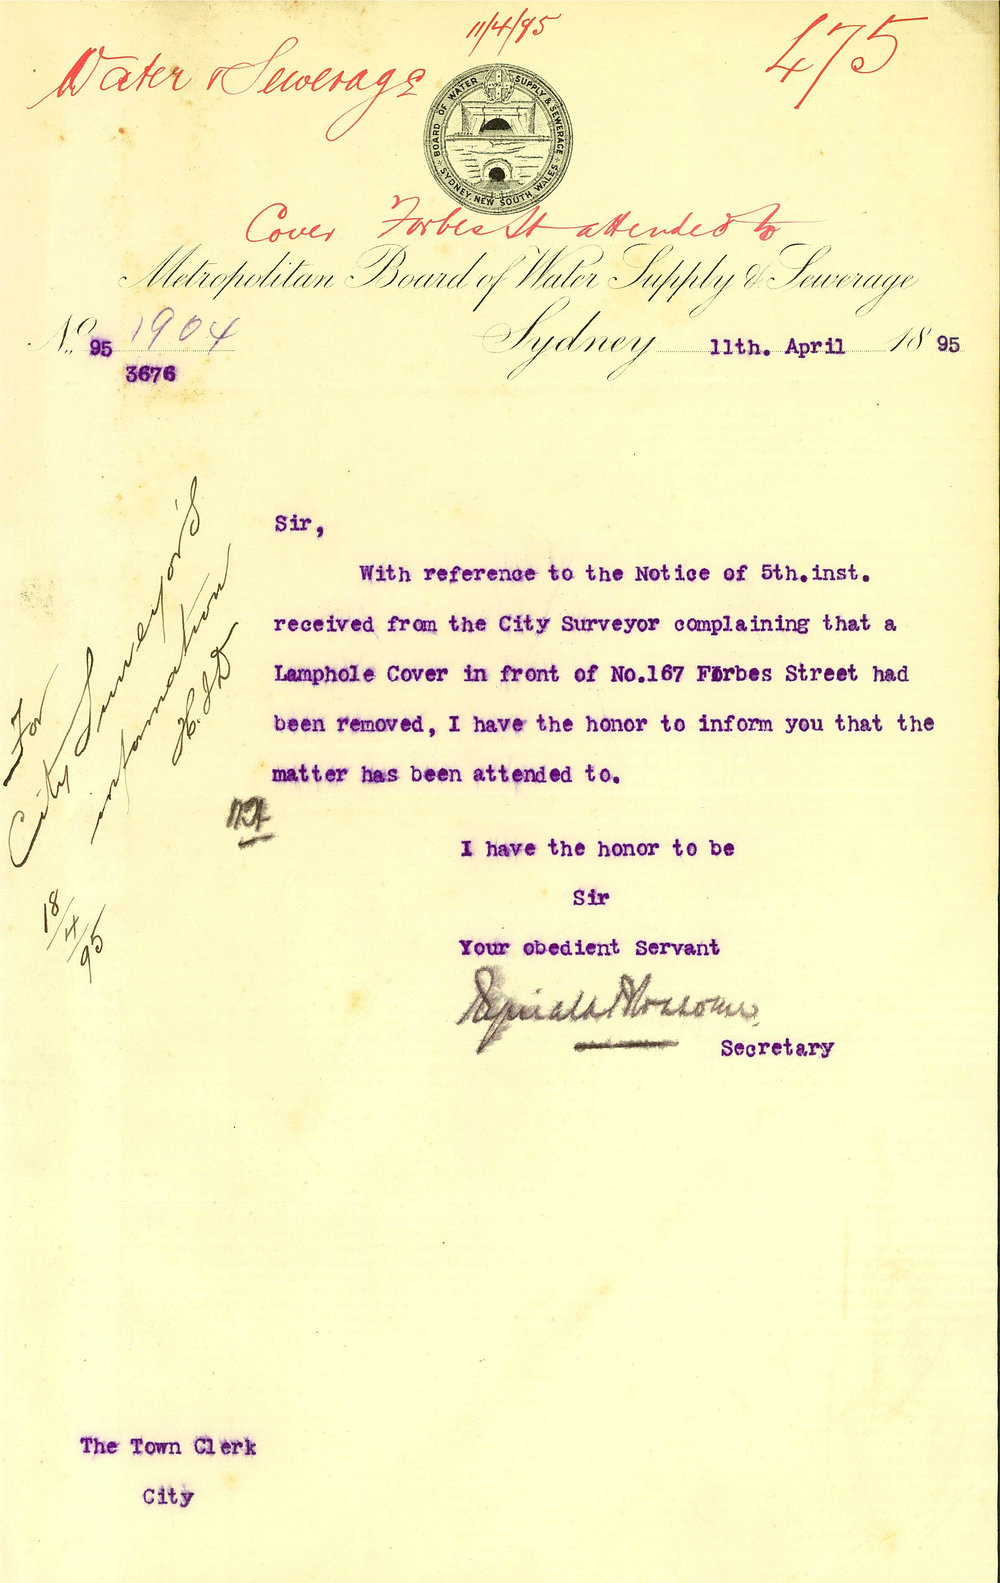 11/4/95
475
Water & Sewerage
BOARD OF WATER SUPPLY & SEWERAGE
SYDNEY, NEW SOUTH WALES
Cover Forbes St attended to
Metropolitan Board of Water Supply & Sewerage
No. 95 1904
3676
Sydney 11th. April 1895
Sir,
With reference to the Notice of 5th.inst.
received from the City Surveyor complaining that a
Lamphole Cover in front of No.167 Forbes Street had
been removed, I have the honor to inform you that the
matter has been attended to.
I have the honor to be
Sir
Your obedient Servant
Secretary
For
City Surveyor's
information
18/4/95
The Town Clerk
City